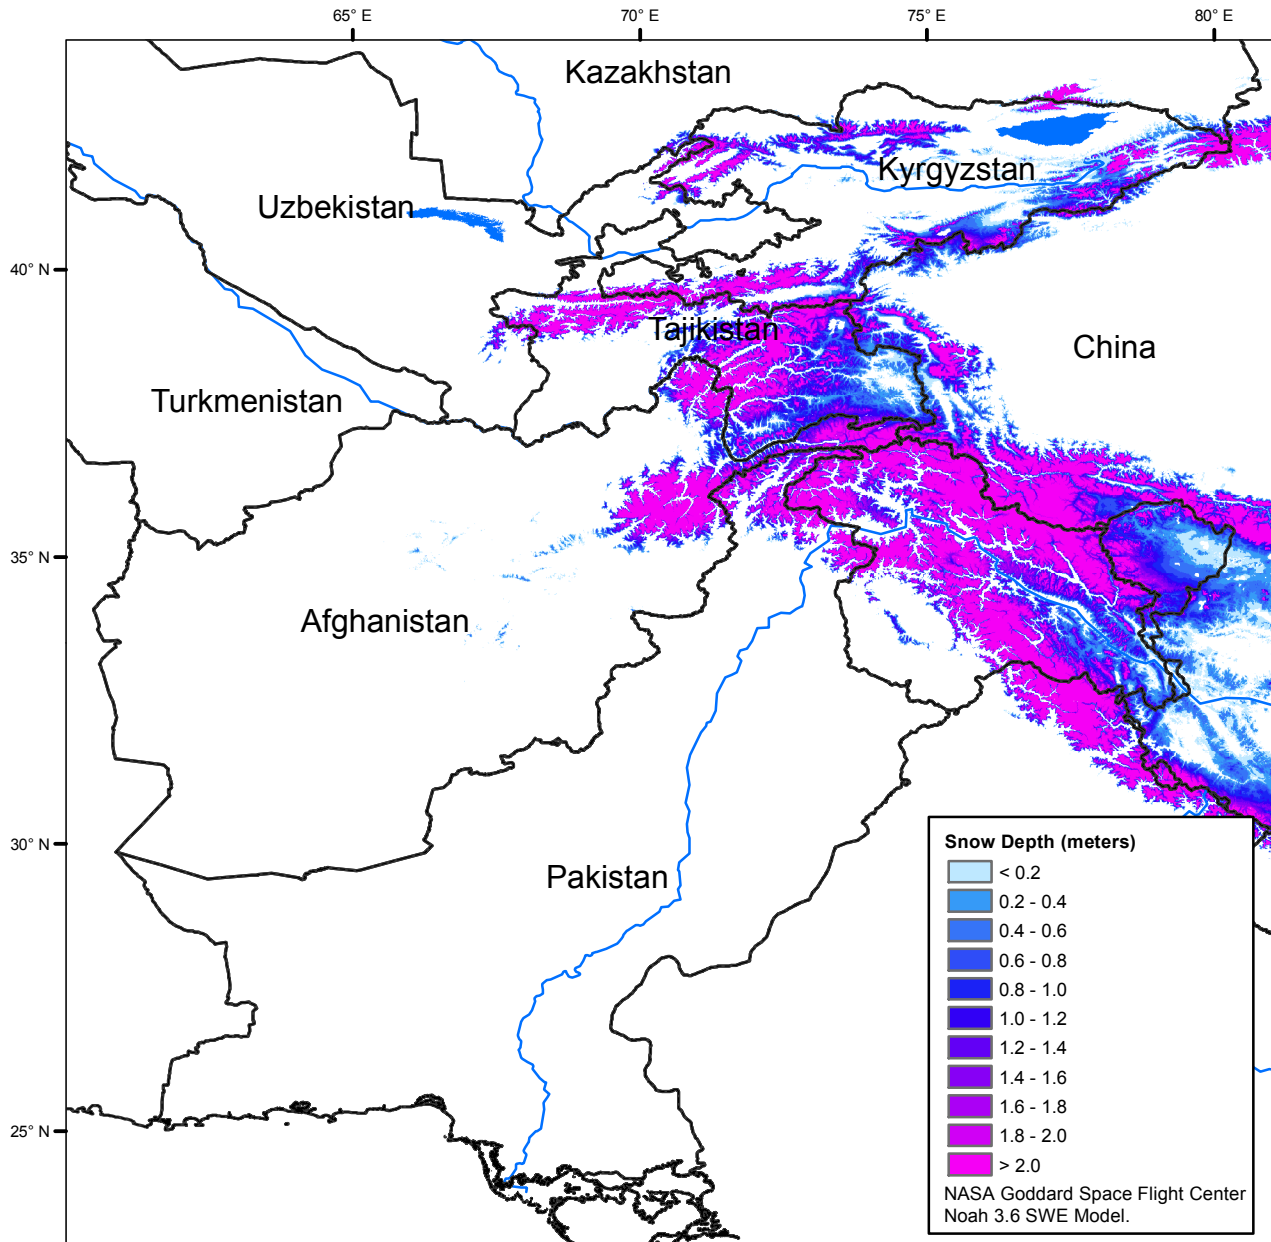 65° E
70° E
75° E
80° E
Kazakhstan
Kyrgyzstan
Uzbekistan
40° N
Tajikistan
China
Turkmenistan
35° N
Afghanistan
30° N
Pakistan
25° N
Snow Depth (meters)
< 0.2
0.2 - 0.4
0.4 - 0.6
0.6 - 0.8
0.8 - 1.0
1.0 - 1.2
1.2 - 1.4
1.4 - 1.6
1.6 - 1.8
1.8 - 2.0
> 2.0
NASA Goddard Space Flight Center
Noah 3.6 SWE Model.